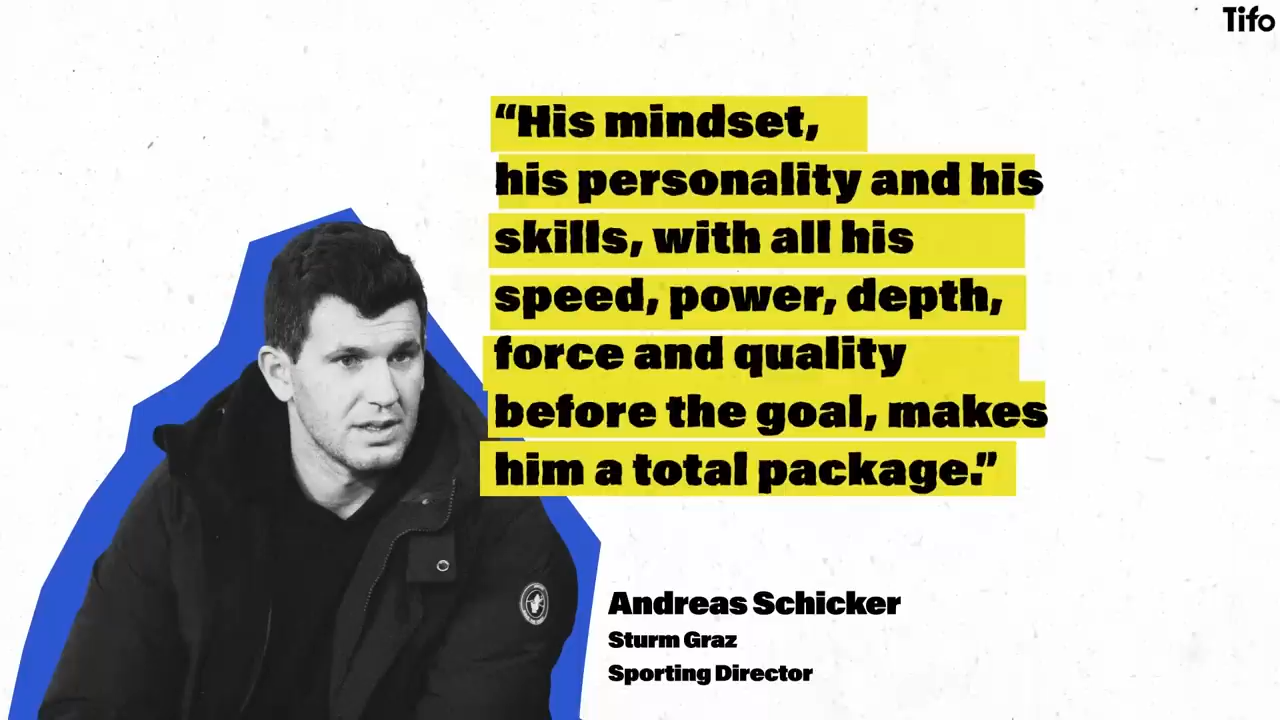 Tifo
“His mindset,
his personality and his
skills, with all his
speed, power, depth,
force and quality
before the goal, makes
him a total package.”
Andreas Schicker
Sturm Graz
Sporting Director